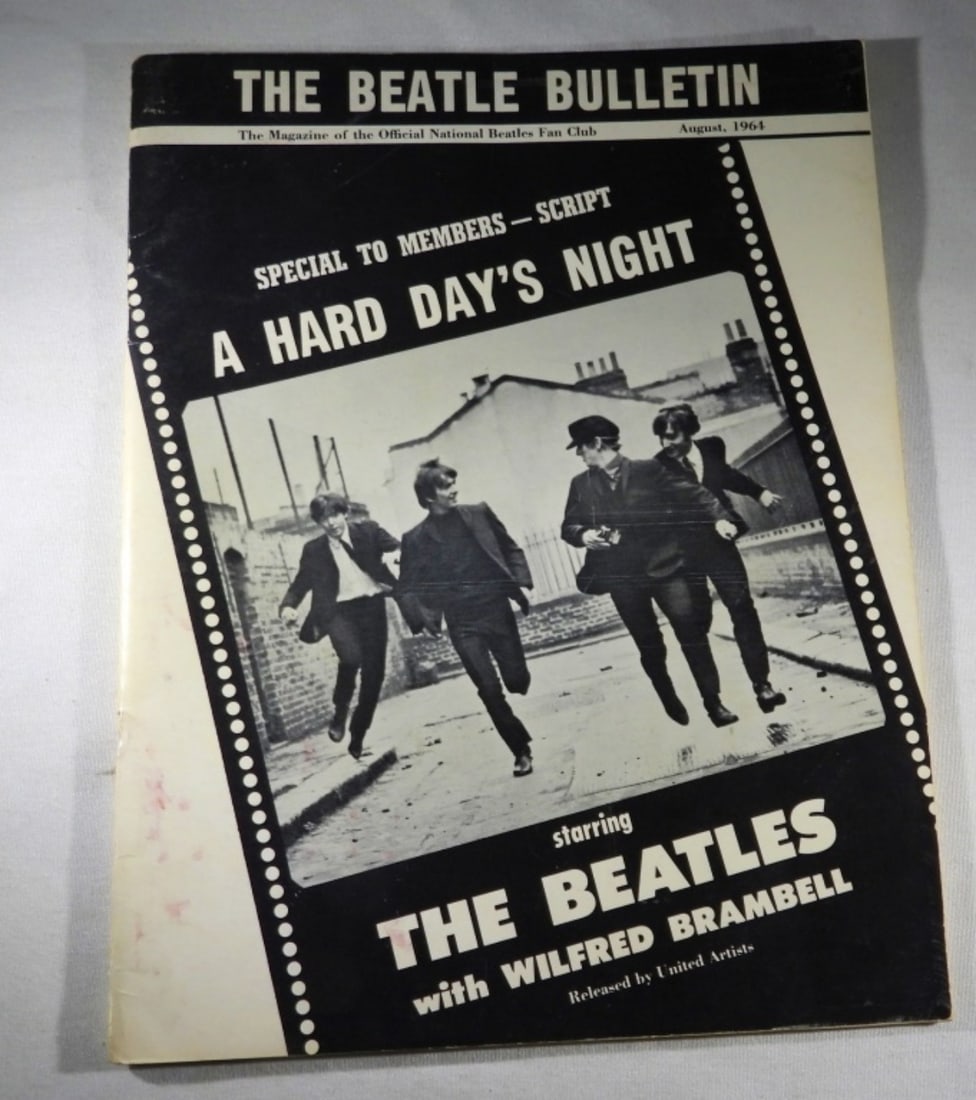 THE BEATLE BULLETIN
The Magazine of the Official National Beatles Fan Club August, 1964
SPECIAL TO MEMBERS — SCRIPT
A HARD DAY'S NIGHT
starring
THE BEATLES
with WILFRED BRAMBELL
Released by United Artists